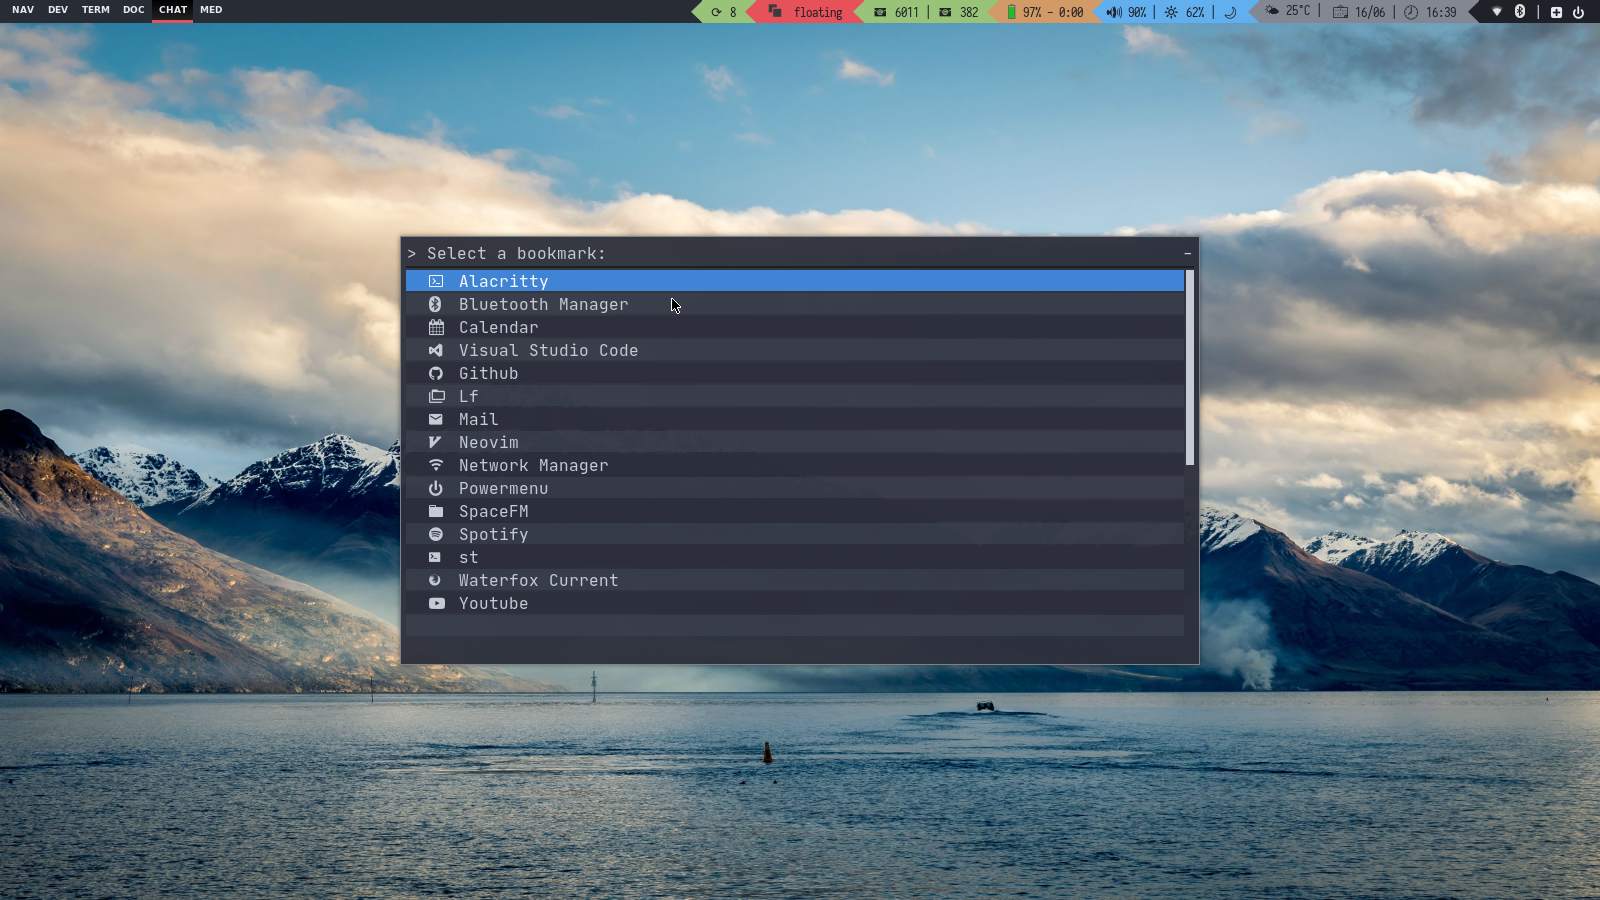 NAV DEV TERM DOC CHAT MED 8 floating 6011 | 382 97% - 0:00 90% | 62% | 25°C | 16/06 | 16:39 |
> Select a bookmark: -
Alacritty
Bluetooth Manager
Calendar
Visual Studio Code
Github
Lf
Mail
Neovim
Network Manager
Powermenu
SpaceFM
Spotify
st
Waterfox Current
Youtube